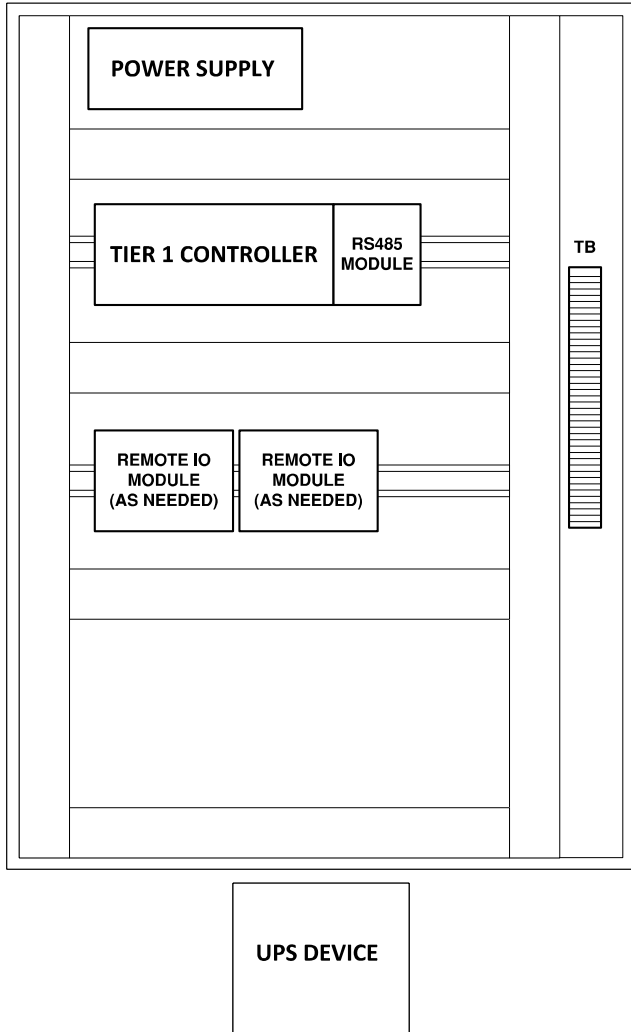 POWER SUPPLY
TIER 1 CONTROLLER
RS485
MODULE
TB
REMOTE IO
MODULE
(AS NEEDED)
REMOTE IO
MODULE
(AS NEEDED)
UPS DEVICE